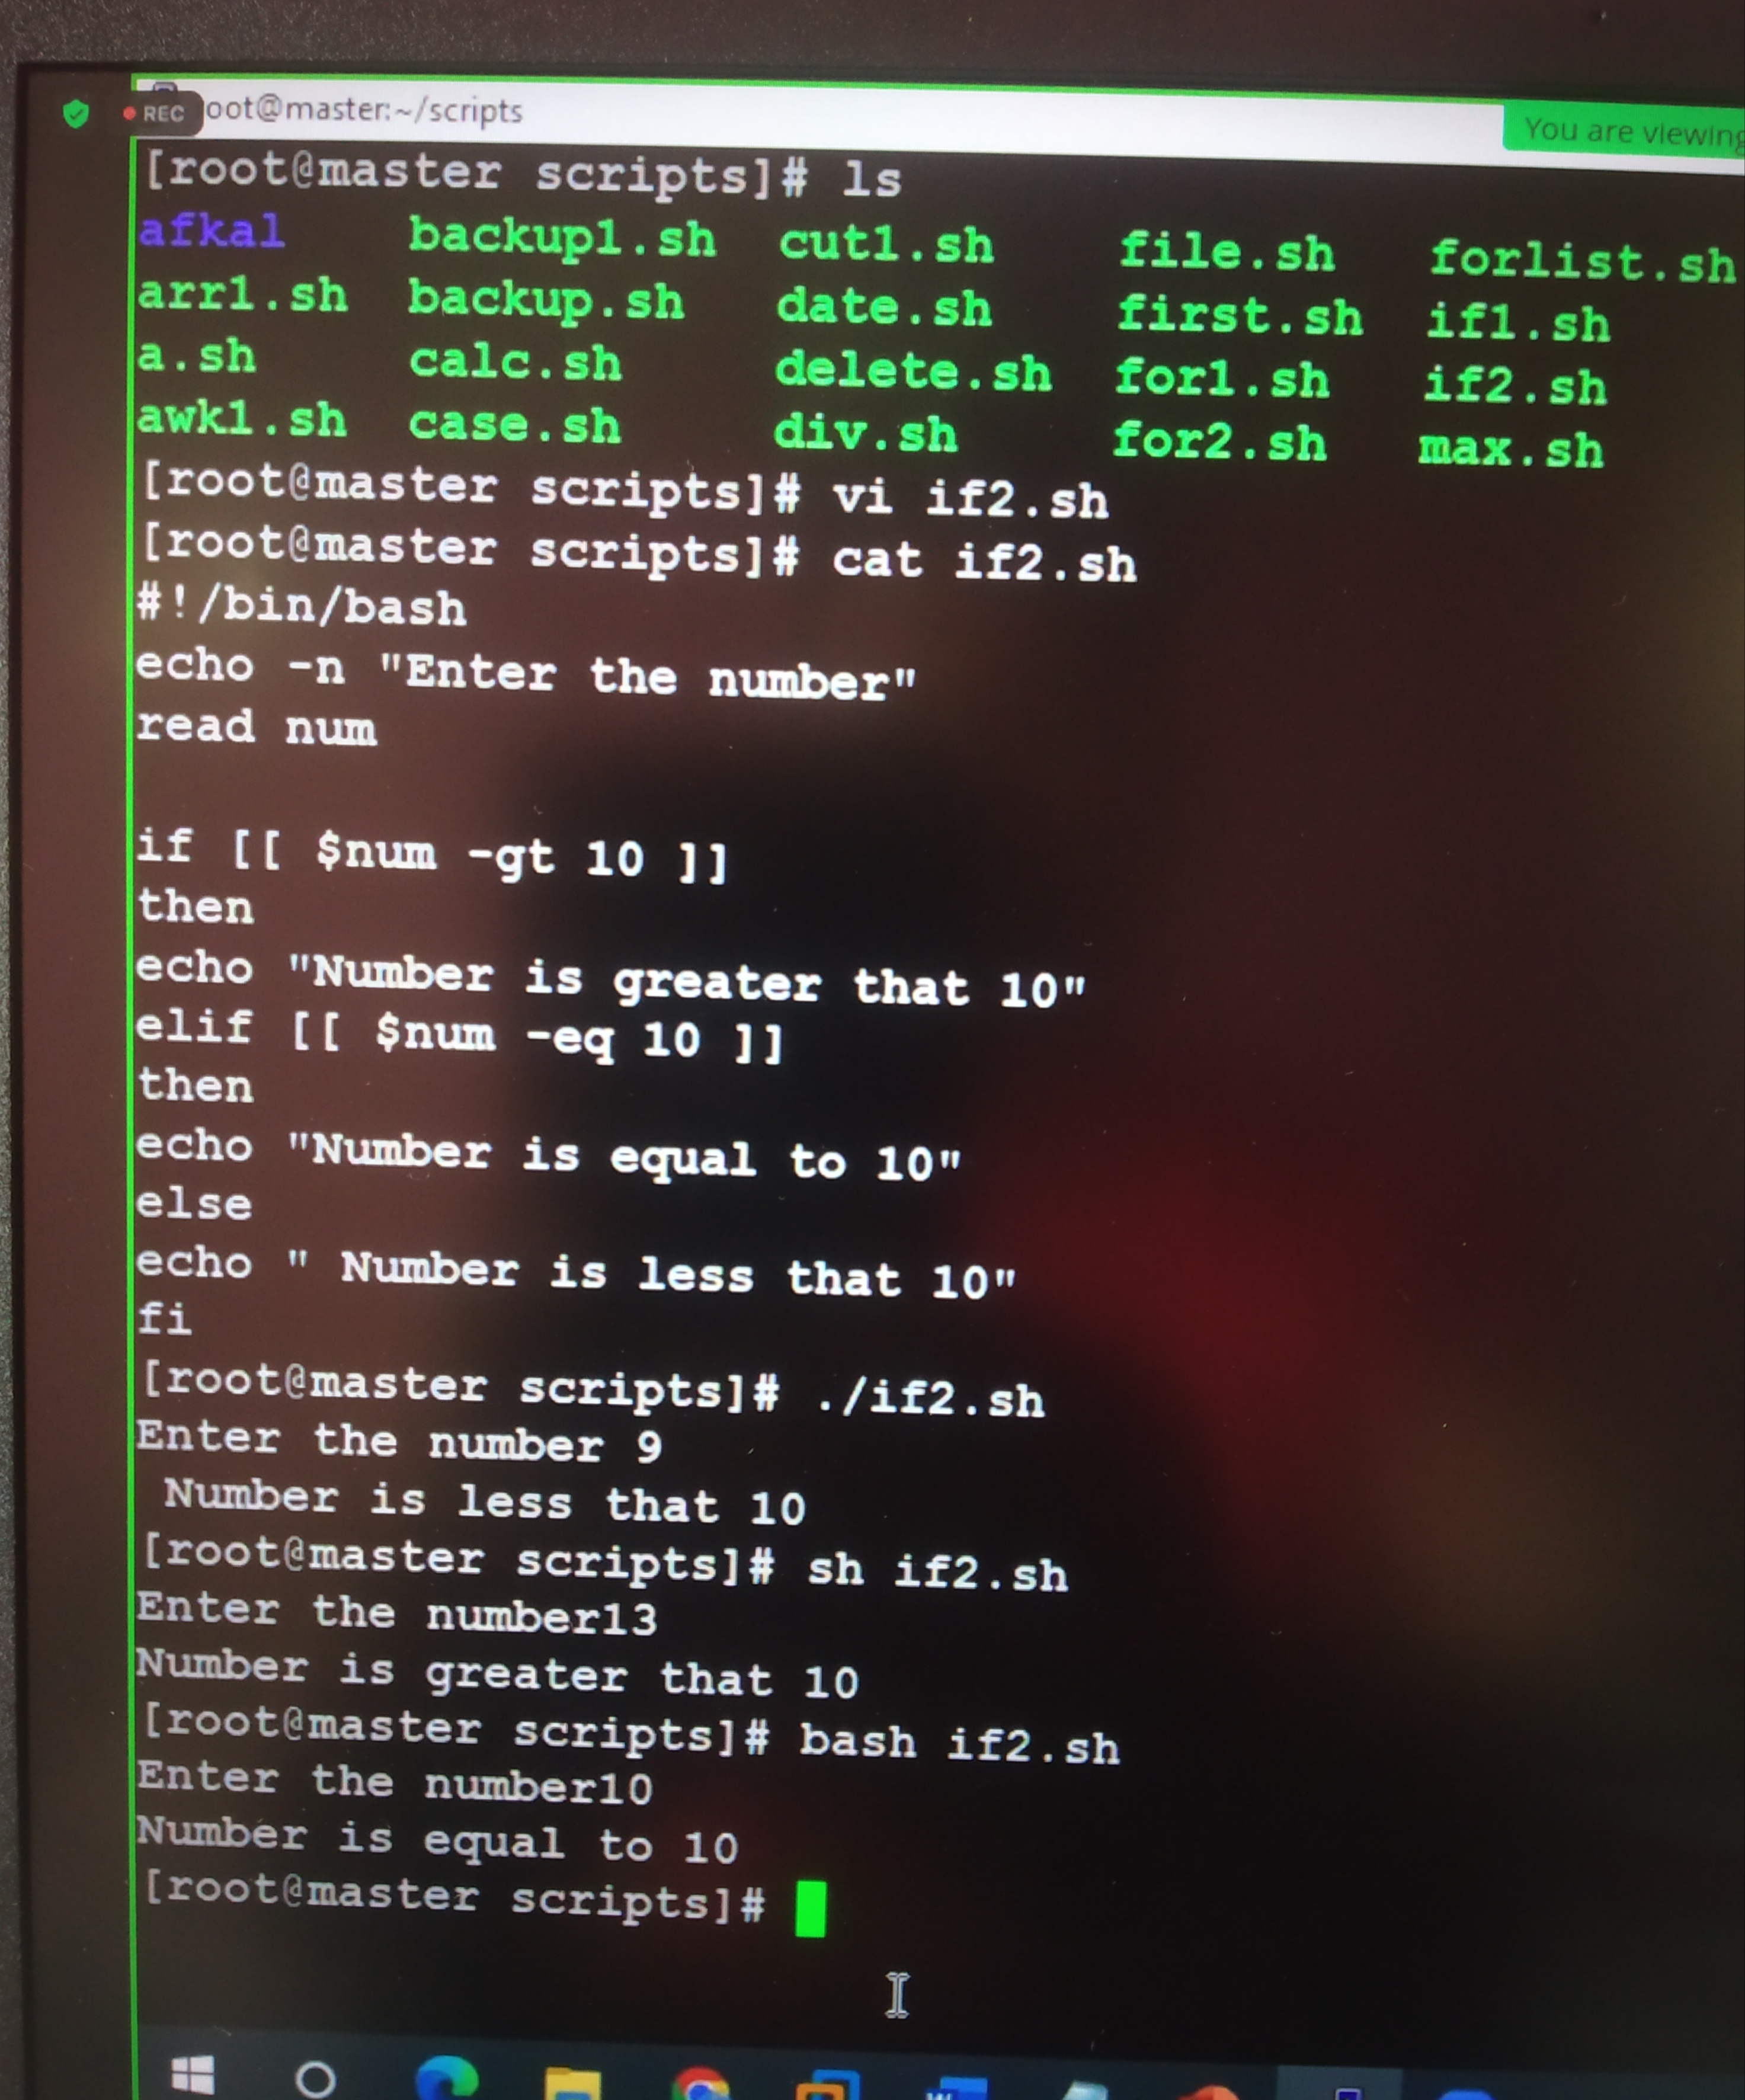 REC oot@master:~/scripts
You are viewing
[root@master scripts]# ls
afkal backup1.sh cut1.sh file.sh forlist.sh
arr1.sh backup.sh date.sh first.sh if1.sh
a.sh calc.sh delete.sh for1.sh if2.sh
awk1.sh case.sh div.sh for2.sh max.sh
[root@master scripts]# vi if2.sh
[root@master scripts]# cat if2.sh
#!/bin/bash
echo -n "Enter the number"
read num
if [[ $num -gt 10 ]]
then
echo "Number is greater that 10"
elif [[ $num -eq 10 ]]
then
echo "Number is equal to 10"
else
echo " Number is less that 10"
fi
[root@master scripts]# ./if2.sh
Enter the number 9
 Number is less that 10
[root@master scripts]# sh if2.sh
Enter the number13
Number is greater that 10
[root@master scripts]# bash if2.sh
Enter the number10
Number is equal to 10
[root@master scripts]#